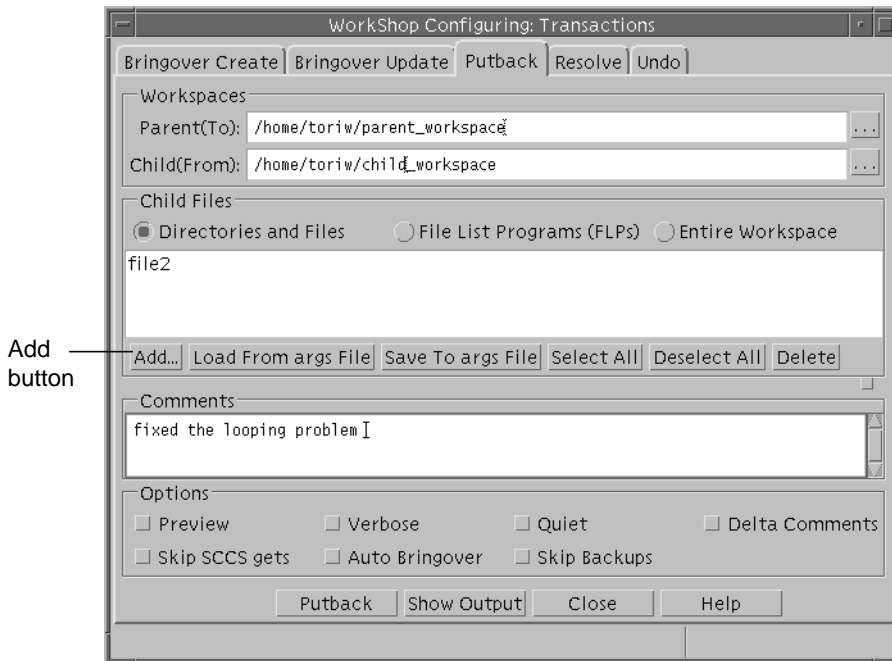 WorkShop Configuring: Transactions
Bringover Create Bringover Update Putback Resolve Undo
Workspaces
Parent(To): /home/toriw/parent_workspace ...
Child(From): /home/toriw/child_workspace ...
Child Files
Directories and Files File List Programs (FLPs) Entire Workspace
file2
Add
button
Add... Load From args File Save To args File Select All Deselect All Delete
Comments
fixed the looping problem
Options
Preview Verbose Quiet Delta Comments
Skip SCCS gets Auto Bringover Skip Backups
Putback Show Output Close Help